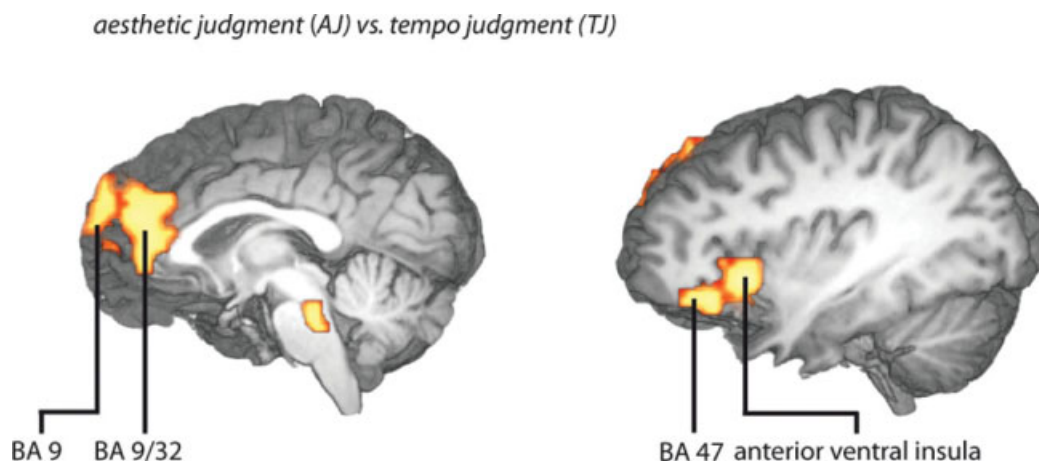 aesthetic judgment (AJ) vs. tempo judgment (TJ)
BA 9 BA 9/32
BA 47 anterior ventral insula